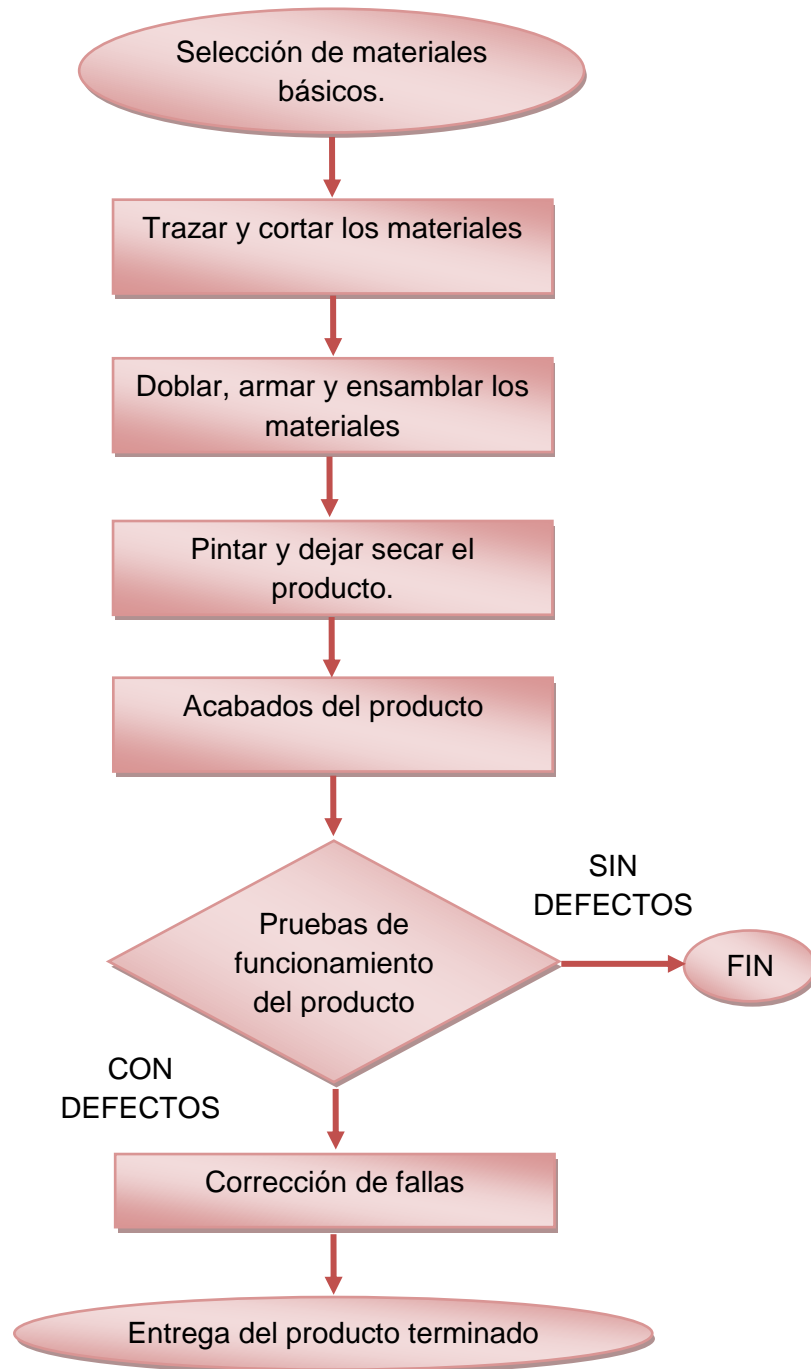 Selección de materiales
básicos.
Trazar y cortar los materiales
Doblar, armar y ensamblar los
materiales
Pintar y dejar secar el
producto.
Acabados del producto
Pruebas de
funcionamiento
del producto
SIN
DEFECTOS
FIN
CON
DEFECTOS
Corrección de fallas
Entrega del producto terminado